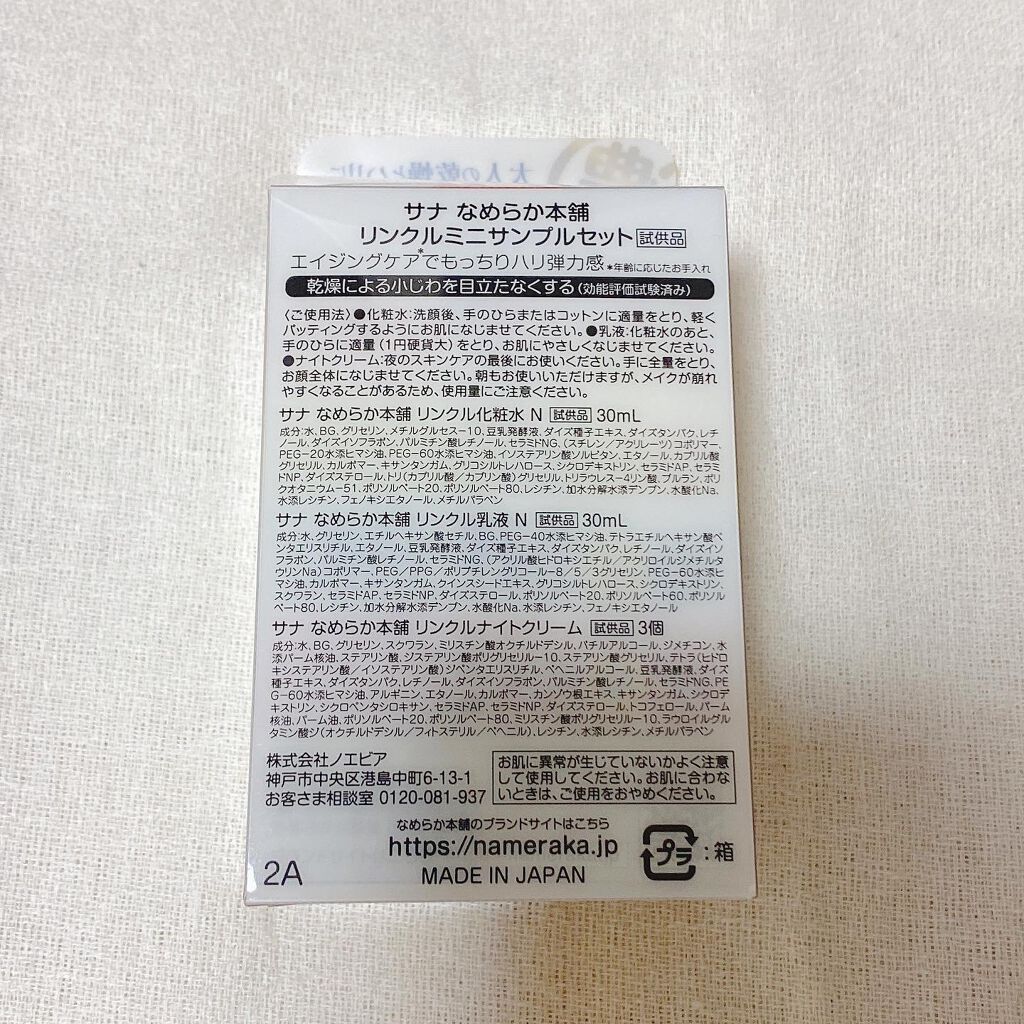 大人の乾燥とハリに
サナ なめらか本舗
リンクルミニサンプルセット 試供品
エイジングケア*でもっちりハリ弾力感 *年齢に応じたお手入れ
乾燥による小じわを目立たなくする(効能評価試験済み)
〈ご使用法〉●化粧水:洗顔後、手のひらまたはコットンに適量をとり、軽く
パッティングするようにお肌になじませてください。●乳液:化粧水のあと、
手のひらに適量(1円硬貨大)をとり、お肌にやさしくなじませてください。
●ナイトクリーム:夜のスキンケアの最後にお使いください。手に全量をとり、
お顔全体になじませてください。朝もお使いいただけますが、メイクが崩れ
やすくなることがあるため、使用量にご注意ください。
サナ なめらか本舗 リンクル化粧水 N 試供品 30mL
成分:水、BG、グリセリン、メチルグルセス-10、豆乳発酵液、ダイズ種子エキス、ダイズタンパク、レチ
ノール、ダイズイソフラボン、パルミチン酸レチノール、セラミドNG、(スチレン/アクリレーツ)コポリマー、
PEG-20水添ヒマシ油、PEG-60水添ヒマシ油、イソステアリン酸ソルビタン、エタノール、カプリル酸
グリセリル、カルボマー、キサンタンガム、グリコシルトレハロース、シクロデキストリン、セラミドAP、セラミ
ドNP、ダイズステロール、トリ(カプリル酸/カプリン酸)グリセリル、トリラウレス-4リン酸、プルラン、ポリ
クオタニウム-51、ポリソルベート20、ポリソルベート80、レシチン、加水分解水添デンプン、水酸化Na、
水添レシチン、フェノキシエタノール、メチルパラベン
サナ なめらか本舗 リンクル乳液 N 試供品 30mL
成分:水、グリセリン、エチルヘキサン酸セチル、BG、PEG-40水添ヒマシ油、テトラエチルヘキサン酸ペ
ンタエリスリチル、エタノール、豆乳発酵液、ダイズ種子エキス、ダイズタンパク、レチノール、ダイズイソ
フラボン、パルミチン酸レチノール、セラミドNG、(アクリル酸ヒドロキシエチル/アクリロイルジメチルタ
ウリンNa)コポリマー、PEG/PPG/ポリブチレングリコール-8/5/3グリセリン、PEG-60水添ヒ
マシ油、カルボマー、キサンタンガム、クインスシードエキス、グリコシルトレハロース、シクロデキストリン、
スクワラン、セラミドAP、セラミドNP、ダイズステロール、ポリソルベート20、ポリソルベート60、ポリソル
ベート80、レシチン、加水分解水添デンプン、水酸化Na、水添レシチン、フェノキシエタノール
サナ なめらか本舗 リンクルナイトクリーム 試供品 3個
成分:水、BG、グリセリン、スクワラン、ミリスチン酸オクチルドデシル、バチルアルコール、ジメチコン、水
添パーム核油、ステアリン酸、ジステアリン酸ポリグリセリル-10、ステアリン酸グリセリル、テトラ(ヒドロ
キシステアリン酸/イソステアリン酸)ジペンタエリスリチル、ベヘニルアルコール、豆乳発酵液、ダイズ
種子エキス、ダイズタンパク、レチノール、ダイズイソフラボン、パルミチン酸レチノール、セラミドNG、PE
G-60水添ヒマシ油、アルギニン、エタノール、カルボマー、カンゾウ根エキス、キサンタンガム、シクロデ
キストリン、シクロペンタシロキサン、セラミドAP、セラミドNP、ダイズステロール、トコフェロール、パーム
核油、パーム油、ポリソルベート20、ポリソルベート80、ミリスチン酸ポリグリセリル-10、ラウロイルグル
タミン酸ジ(オクチルドデシル/フィトステリル/ベヘニル)、レシチン、水添レシチン、メチルパラベン
株式会社ノエビア
神戸市中央区港島中町6-13-1
お客さま相談室 0120-081-937
お肌に異常が生じていないかよく注意
して使用してください。お肌に合わな
いときは、ご使用をおやめください。
なめらか本舗のブランドサイトはこちら
https://nameraka.jp
プラ:箱
2A
MADE IN JAPAN